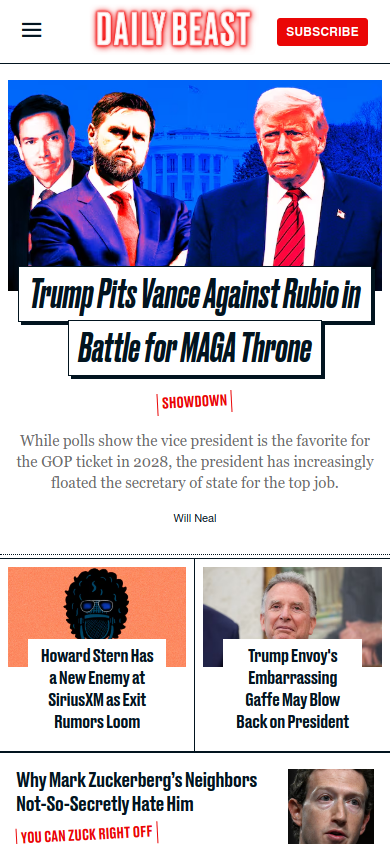 DAILY BEAST
SUBSCRIBE
Trump Pits Vance Against Rubio in
Battle for MAGA Throne
SHOWDOWN
While polls show the vice president is the favorite for
the GOP ticket in 2028, the president has increasingly
floated the secretary of state for the top job.
Will Neal
Howard Stern Has
a New Enemy at
SiriusXM as Exit
Rumors Loom
Trump Envoy's
Embarrassing
Gaffe May Blow
Back on President
Why Mark Zuckerberg's Neighbors
Not-So-Secretly Hate Him
YOU CAN ZUCK RIGHT OFF